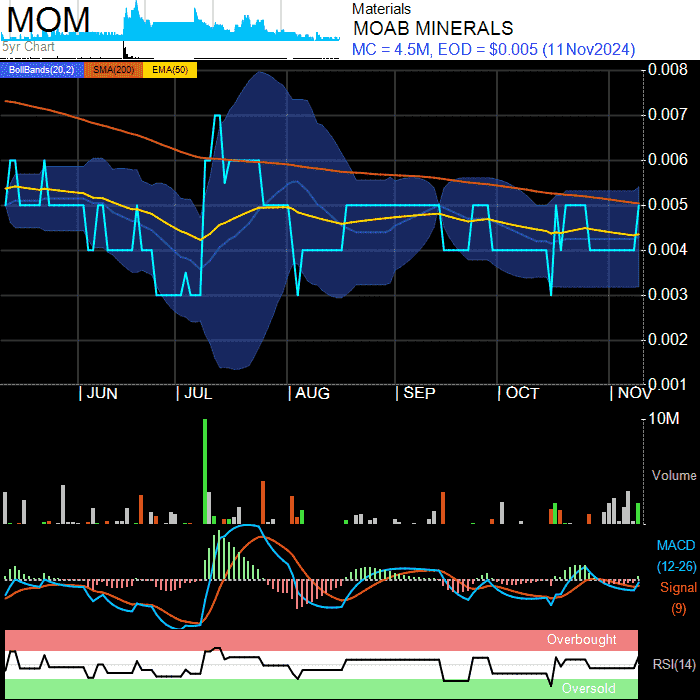 MOM
Materials
MOAB MINERALS
5yr Chart
MC = 4.5M, EOD = $0.005 (11Nov2024)
BollBands(20,2) SMA(200) EMA(50)
0.008
0.007
0.006
0.005
0.004
0.003
0.002
0.001
| JUN | JUL | AUG | SEP | OCT | NOV
10M
Volume
MACD
(12-26)
Signal
(9)
Overbought
RSI(14)
Oversold